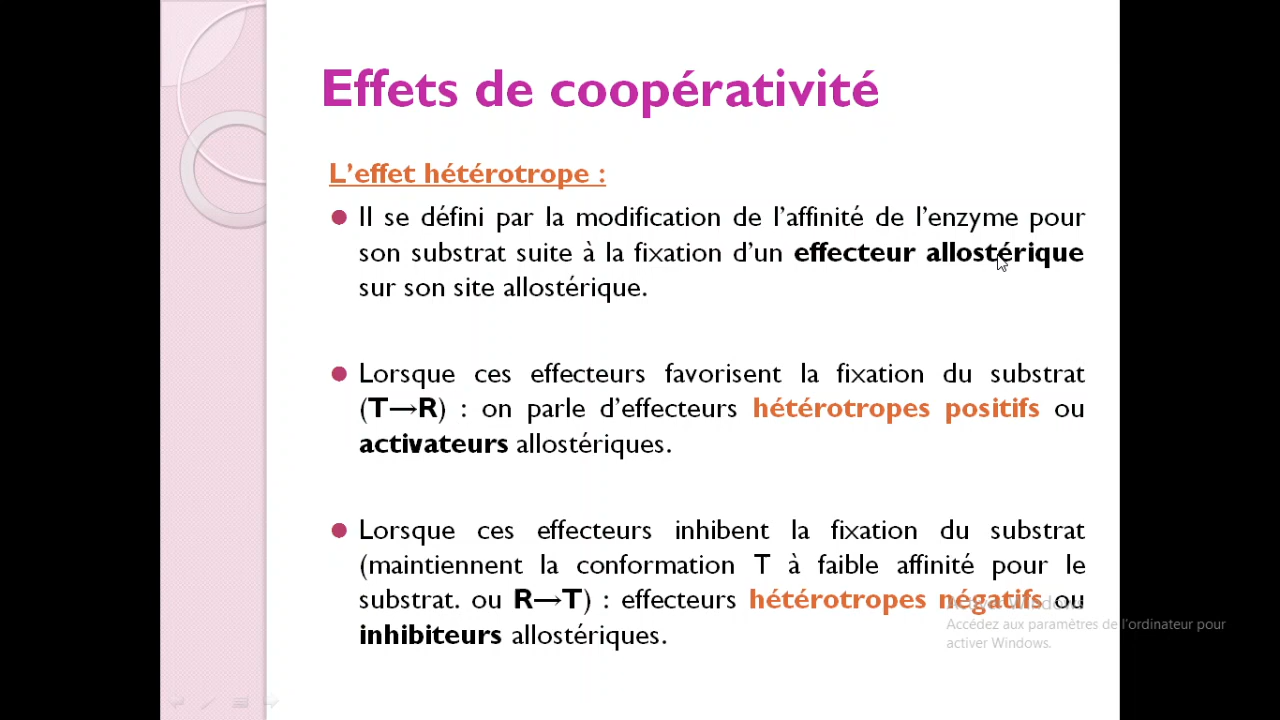 Effets de coopérativité
L'effet hétérotrope :
Il se défini par la modification de l'affinité de l'enzyme pour
son substrat suite à la fixation d'un effecteur allostérique
sur son site allostérique.
Lorsque ces effecteurs favorisent la fixation du substrat
(T→R) : on parle d'effecteurs hétérotropes positifs ou
activateurs allostériques.
Lorsque ces effecteurs inhibent la fixation du substrat
(maintiennent la conformation T à faible affinité pour le
substrat. ou R→T) : effecteurs hétérotropes négatifs ou
inhibiteurs allostériques.
Activer Windows
Accédez aux paramètres de l'ordinateur pour
activer Windows.